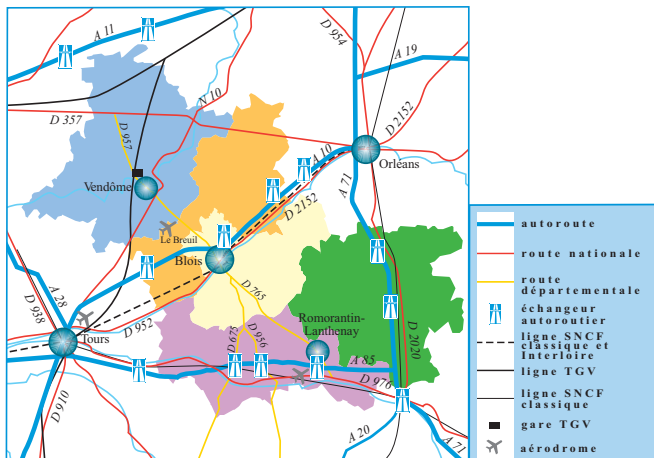 A 11
D 954
A 19
N 10
D 357
D 957
D 2152
A 10
Orléans
Vendôme
D 2152
A 71
Le Breuil
Blois
A 28
D 938
D 765
Romorantin-
Lanthenay
D 952
D 675
D 956
D 2020
Tours
A 85
D 976
D 910
A 20
A 71
autoroute
route nationale
route
départementale
échangeur
autoroutier
ligne SNCF
classique et
Interloire
ligne TGV
ligne SNCF
classique
gare TGV
aérodrome